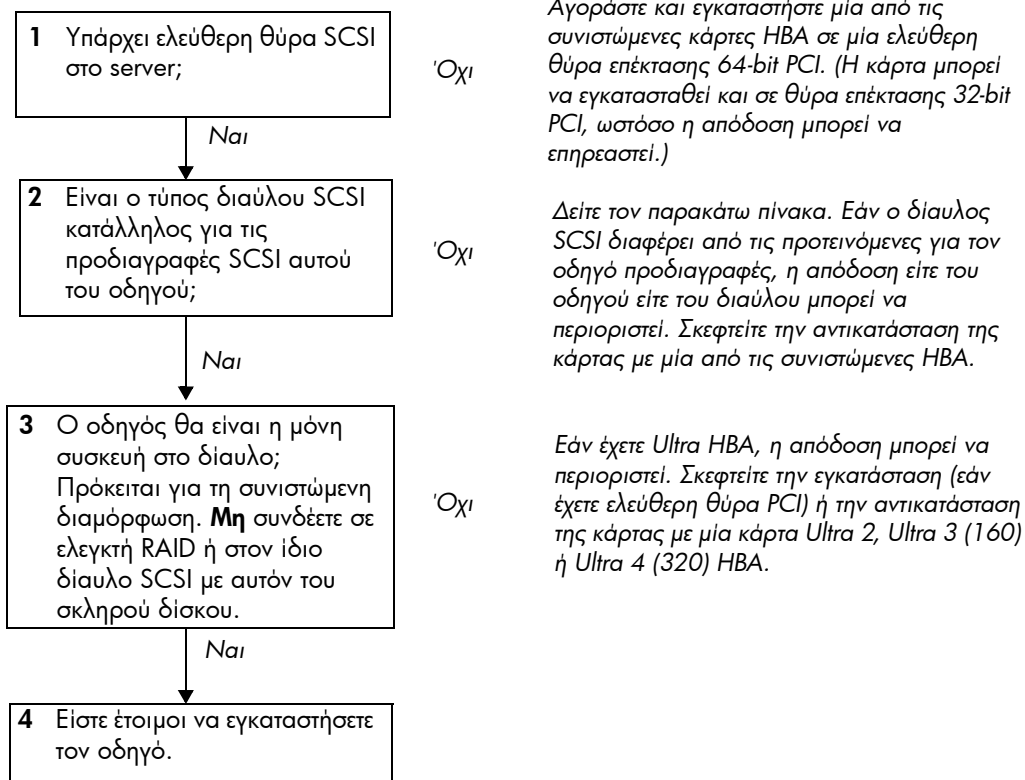 1 Υπάρχει ελεύθερη θύρα SCSI
στο server;
Όχι
Αγοράστε και εγκαταστήστε μία από τις
συνιστώμενες κάρτες HBA σε μία ελεύθερη
θύρα επέκτασης 64-bit PCI. (Η κάρτα μπορεί
να εγκατασταθεί και σε θύρα επέκτασης 32-bit
PCI, ωστόσο η απόδοση μπορεί να
επηρεαστεί.)
Ναι
2 Είναι ο τύπος διαύλου SCSI
κατάλληλος για τις
προδιαγραφές SCSI αυτού
του οδηγού;
Όχι
Δείτε τον παρακάτω πίνακα. Εάν ο δίαυλος
SCSI διαφέρει από τις προτεινόμενες για τον
οδηγό προδιαγραφές, η απόδοση είτε του
οδηγού είτε του διαύλου μπορεί να
περιοριστεί. Σκεφτείτε την αντικατάσταση της
κάρτας με μία από τις συνιστώμενες HBA.
Ναι
3 Ο οδηγός θα είναι η μόνη
συσκευή στο δίαυλο;
Πρόκειται για τη συνιστώμενη
διαμόρφωση. Μη συνδέετε σε
ελεγκτή RAID ή στον ίδιο
δίαυλο SCSI με αυτόν του
σκληρού δίσκου.
Όχι
Εάν έχετε Ultra HBA, η απόδοση μπορεί να
περιοριστεί. Σκεφτείτε την εγκατάσταση (εάν
έχετε ελεύθερη θύρα PCI) ή την αντικατάσταση
της κάρτας με μία κάρτα Ultra 2, Ultra 3 (160)
ή Ultra 4 (320) HBA.
Ναι
4 Είστε έτοιμοι να εγκαταστήσετε
τον οδηγό.